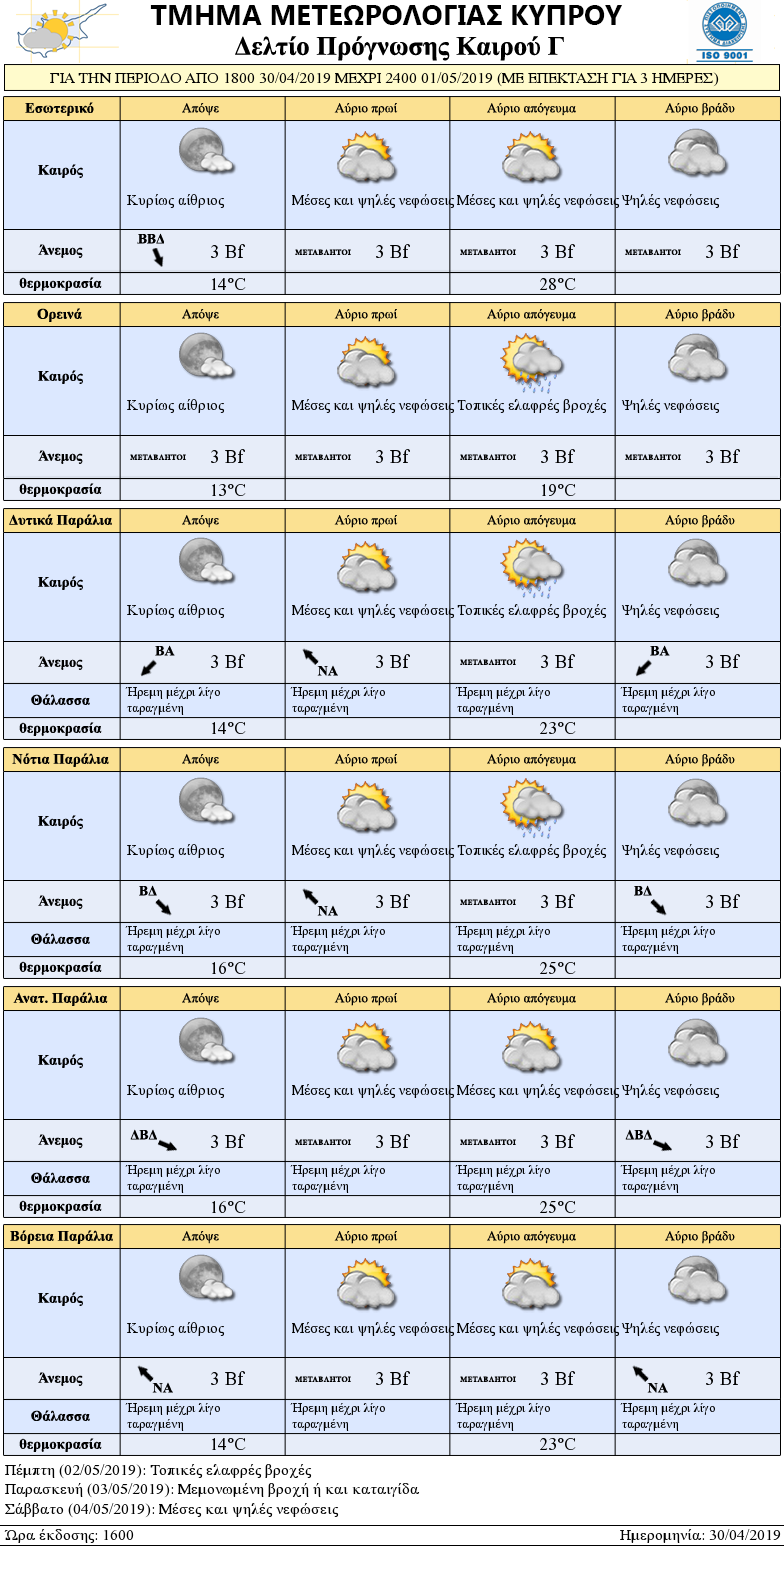 ΤΜΗΜΑ ΜΕΤΕΩΡΟΛΟΓΙΑΣ ΚΥΠΡΟΥ
Δελτίο Πρόγνωσης Καιρού Γ
ISO 9001
ΓΙΑ ΤΗΝ ΠΕΡΙΟΔΟ ΑΠΟ 1800 30/04/2019 ΜΕΧΡΙ 2400 01/05/2019 (ΜΕ ΕΠΕΚΤΑΣΗ ΓΙΑ 3 ΗΜΕΡΕΣ)
Εσωτερικό Απόψε Αύριο πρωί Αύριο απόγευμα Αύριο βράδυ
Καιρός
Κυρίως αίθριος Μέσες και ψηλές νεφώσεις Μέσες και ψηλές νεφώσεις Ψηλές νεφώσεις
Άνεμος ΒΒΔ 3 Bf ΜΕΤΑΒΛΗΤΟΙ 3 Bf ΜΕΤΑΒΛΗΤΟΙ 3 Bf ΜΕΤΑΒΛΗΤΟΙ 3 Bf
θερμοκρασία 14°C 28°C
Ορεινά Απόψε Αύριο πρωί Αύριο απόγευμα Αύριο βράδυ
Καιρός
Κυρίως αίθριος Μέσες και ψηλές νεφώσεις Τοπικές ελαφρές βροχές Ψηλές νεφώσεις
Άνεμος ΜΕΤΑΒΛΗΤΟΙ 3 Bf ΜΕΤΑΒΛΗΤΟΙ 3 Bf ΜΕΤΑΒΛΗΤΟΙ 3 Bf ΜΕΤΑΒΛΗΤΟΙ 3 Bf
θερμοκρασία 13°C 19°C
Δυτικά Παράλια Απόψε Αύριο πρωί Αύριο απόγευμα Αύριο βράδυ
Καιρός
Κυρίως αίθριος Μέσες και ψηλές νεφώσεις Τοπικές ελαφρές βροχές Ψηλές νεφώσεις
Άνεμος ΒΑ 3 Bf ΝΑ 3 Bf ΜΕΤΑΒΛΗΤΟΙ 3 Bf ΒΑ 3 Bf
Θάλασσα Ήρεμη μέχρι λίγο ταραγμένη Ήρεμη μέχρι λίγο ταραγμένη Ήρεμη μέχρι λίγο ταραγμένη Ήρεμη μέχρι λίγο ταραγμένη
θερμοκρασία 14°C 23°C
Νότια Παράλια Απόψε Αύριο πρωί Αύριο απόγευμα Αύριο βράδυ
Καιρός
Κυρίως αίθριος Μέσες και ψηλές νεφώσεις Τοπικές ελαφρές βροχές Ψηλές νεφώσεις
Άνεμος ΒΔ 3 Bf ΝΑ 3 Bf ΜΕΤΑΒΛΗΤΟΙ 3 Bf ΒΔ 3 Bf
Θάλασσα Ήρεμη μέχρι λίγο ταραγμένη Ήρεμη μέχρι λίγο ταραγμένη Ήρεμη μέχρι λίγο ταραγμένη Ήρεμη μέχρι λίγο ταραγμένη
θερμοκρασία 16°C 25°C
Ανατ. Παράλια Απόψε Αύριο πρωί Αύριο απόγευμα Αύριο βράδυ
Καιρός
Κυρίως αίθριος Μέσες και ψηλές νεφώσεις Μέσες και ψηλές νεφώσεις Ψηλές νεφώσεις
Άνεμος ΔΒΔ 3 Bf ΜΕΤΑΒΛΗΤΟΙ 3 Bf ΜΕΤΑΒΛΗΤΟΙ 3 Bf ΔΒΔ 3 Bf
Θάλασσα Ήρεμη μέχρι λίγο ταραγμένη Ήρεμη μέχρι λίγο ταραγμένη Ήρεμη μέχρι λίγο ταραγμένη Ήρεμη μέχρι λίγο ταραγμένη
θερμοκρασία 16°C 25°C
Βόρεια Παράλια Απόψε Αύριο πρωί Αύριο απόγευμα Αύριο βράδυ
Καιρός
Κυρίως αίθριος Μέσες και ψηλές νεφώσεις Μέσες και ψηλές νεφώσεις Ψηλές νεφώσεις
Άνεμος ΝΑ 3 Bf ΜΕΤΑΒΛΗΤΟΙ 3 Bf ΜΕΤΑΒΛΗΤΟΙ 3 Bf ΝΑ 3 Bf
Θάλασσα Ήρεμη μέχρι λίγο ταραγμένη Ήρεμη μέχρι λίγο ταραγμένη Ήρεμη μέχρι λίγο ταραγμένη Ήρεμη μέχρι λίγο ταραγμένη
θερμοκρασία 14°C 23°C
Πέμπτη (02/05/2019): Τοπικές ελαφρές βροχές
Παρασκευή (03/05/2019): Μεμονωμένη βροχή ή και καταιγίδα
Σάββατο (04/05/2019): Μέσες και ψηλές νεφώσεις
Ώρα έκδοσης: 1600 Ημερομηνία: 30/04/2019